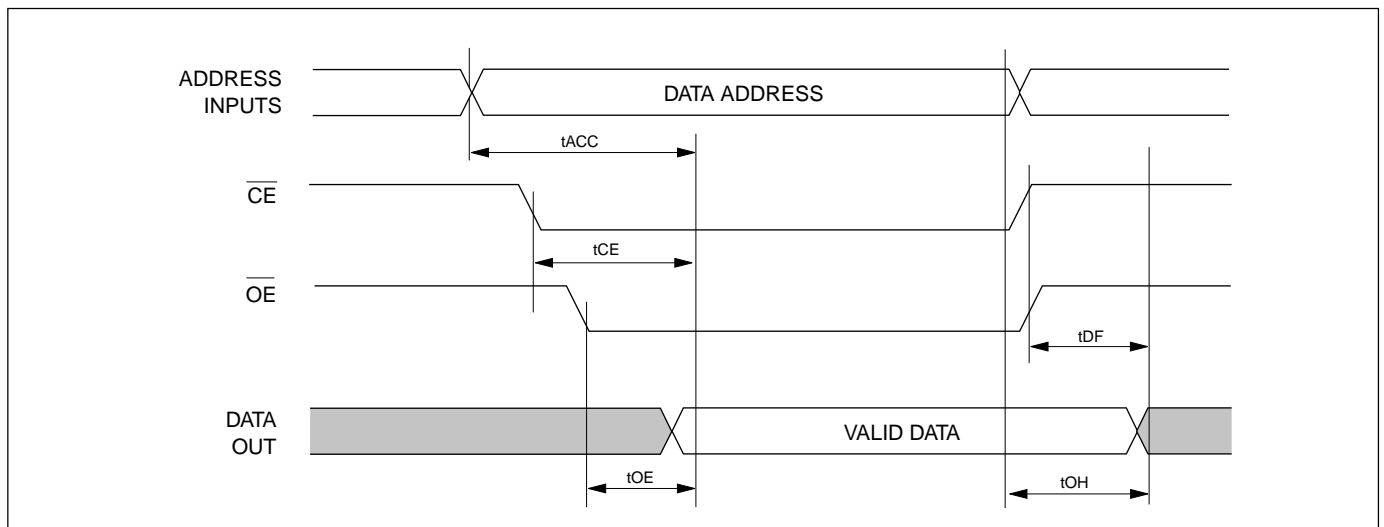 ADDRESS
INPUTS
DATA ADDRESS
tACC
CE
tCE
OE
tDF
DATA
OUT
VALID DATA
tOE
tOH